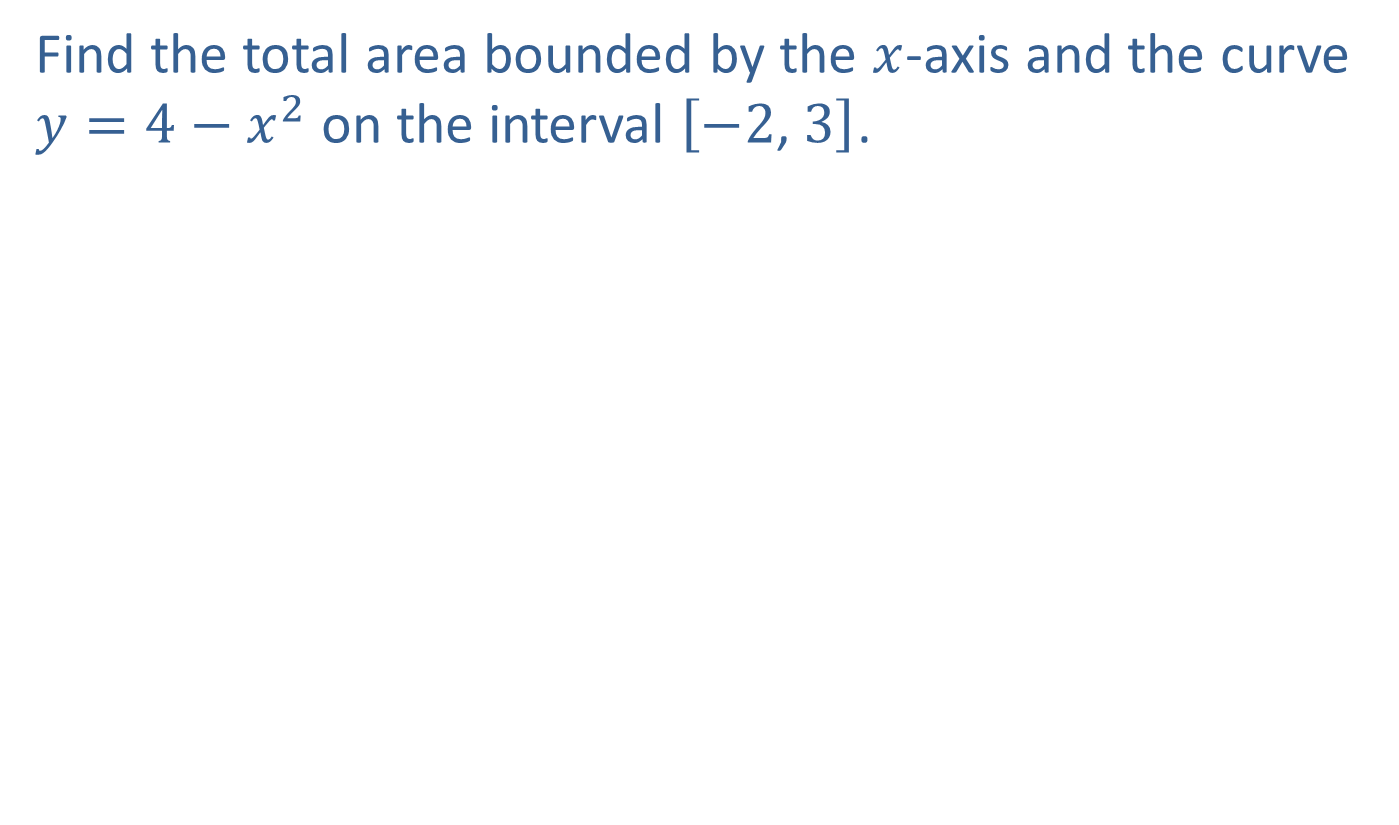 Find the total area bounded by the 𝑥-axis and the curve
𝑦 = 4 − 𝑥² on the interval [−2, 3].